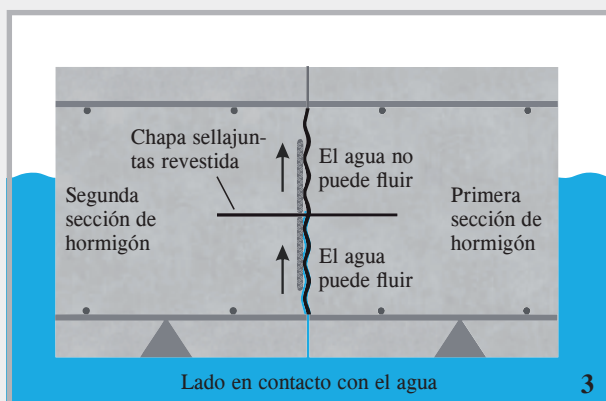 Chapa sellajun-
tas revestida
El agua no
puede fluir
Segunda
sección de
hormigón
Primera
sección de
hormigón
El agua
puede fluir
Lado en contacto con el agua
3